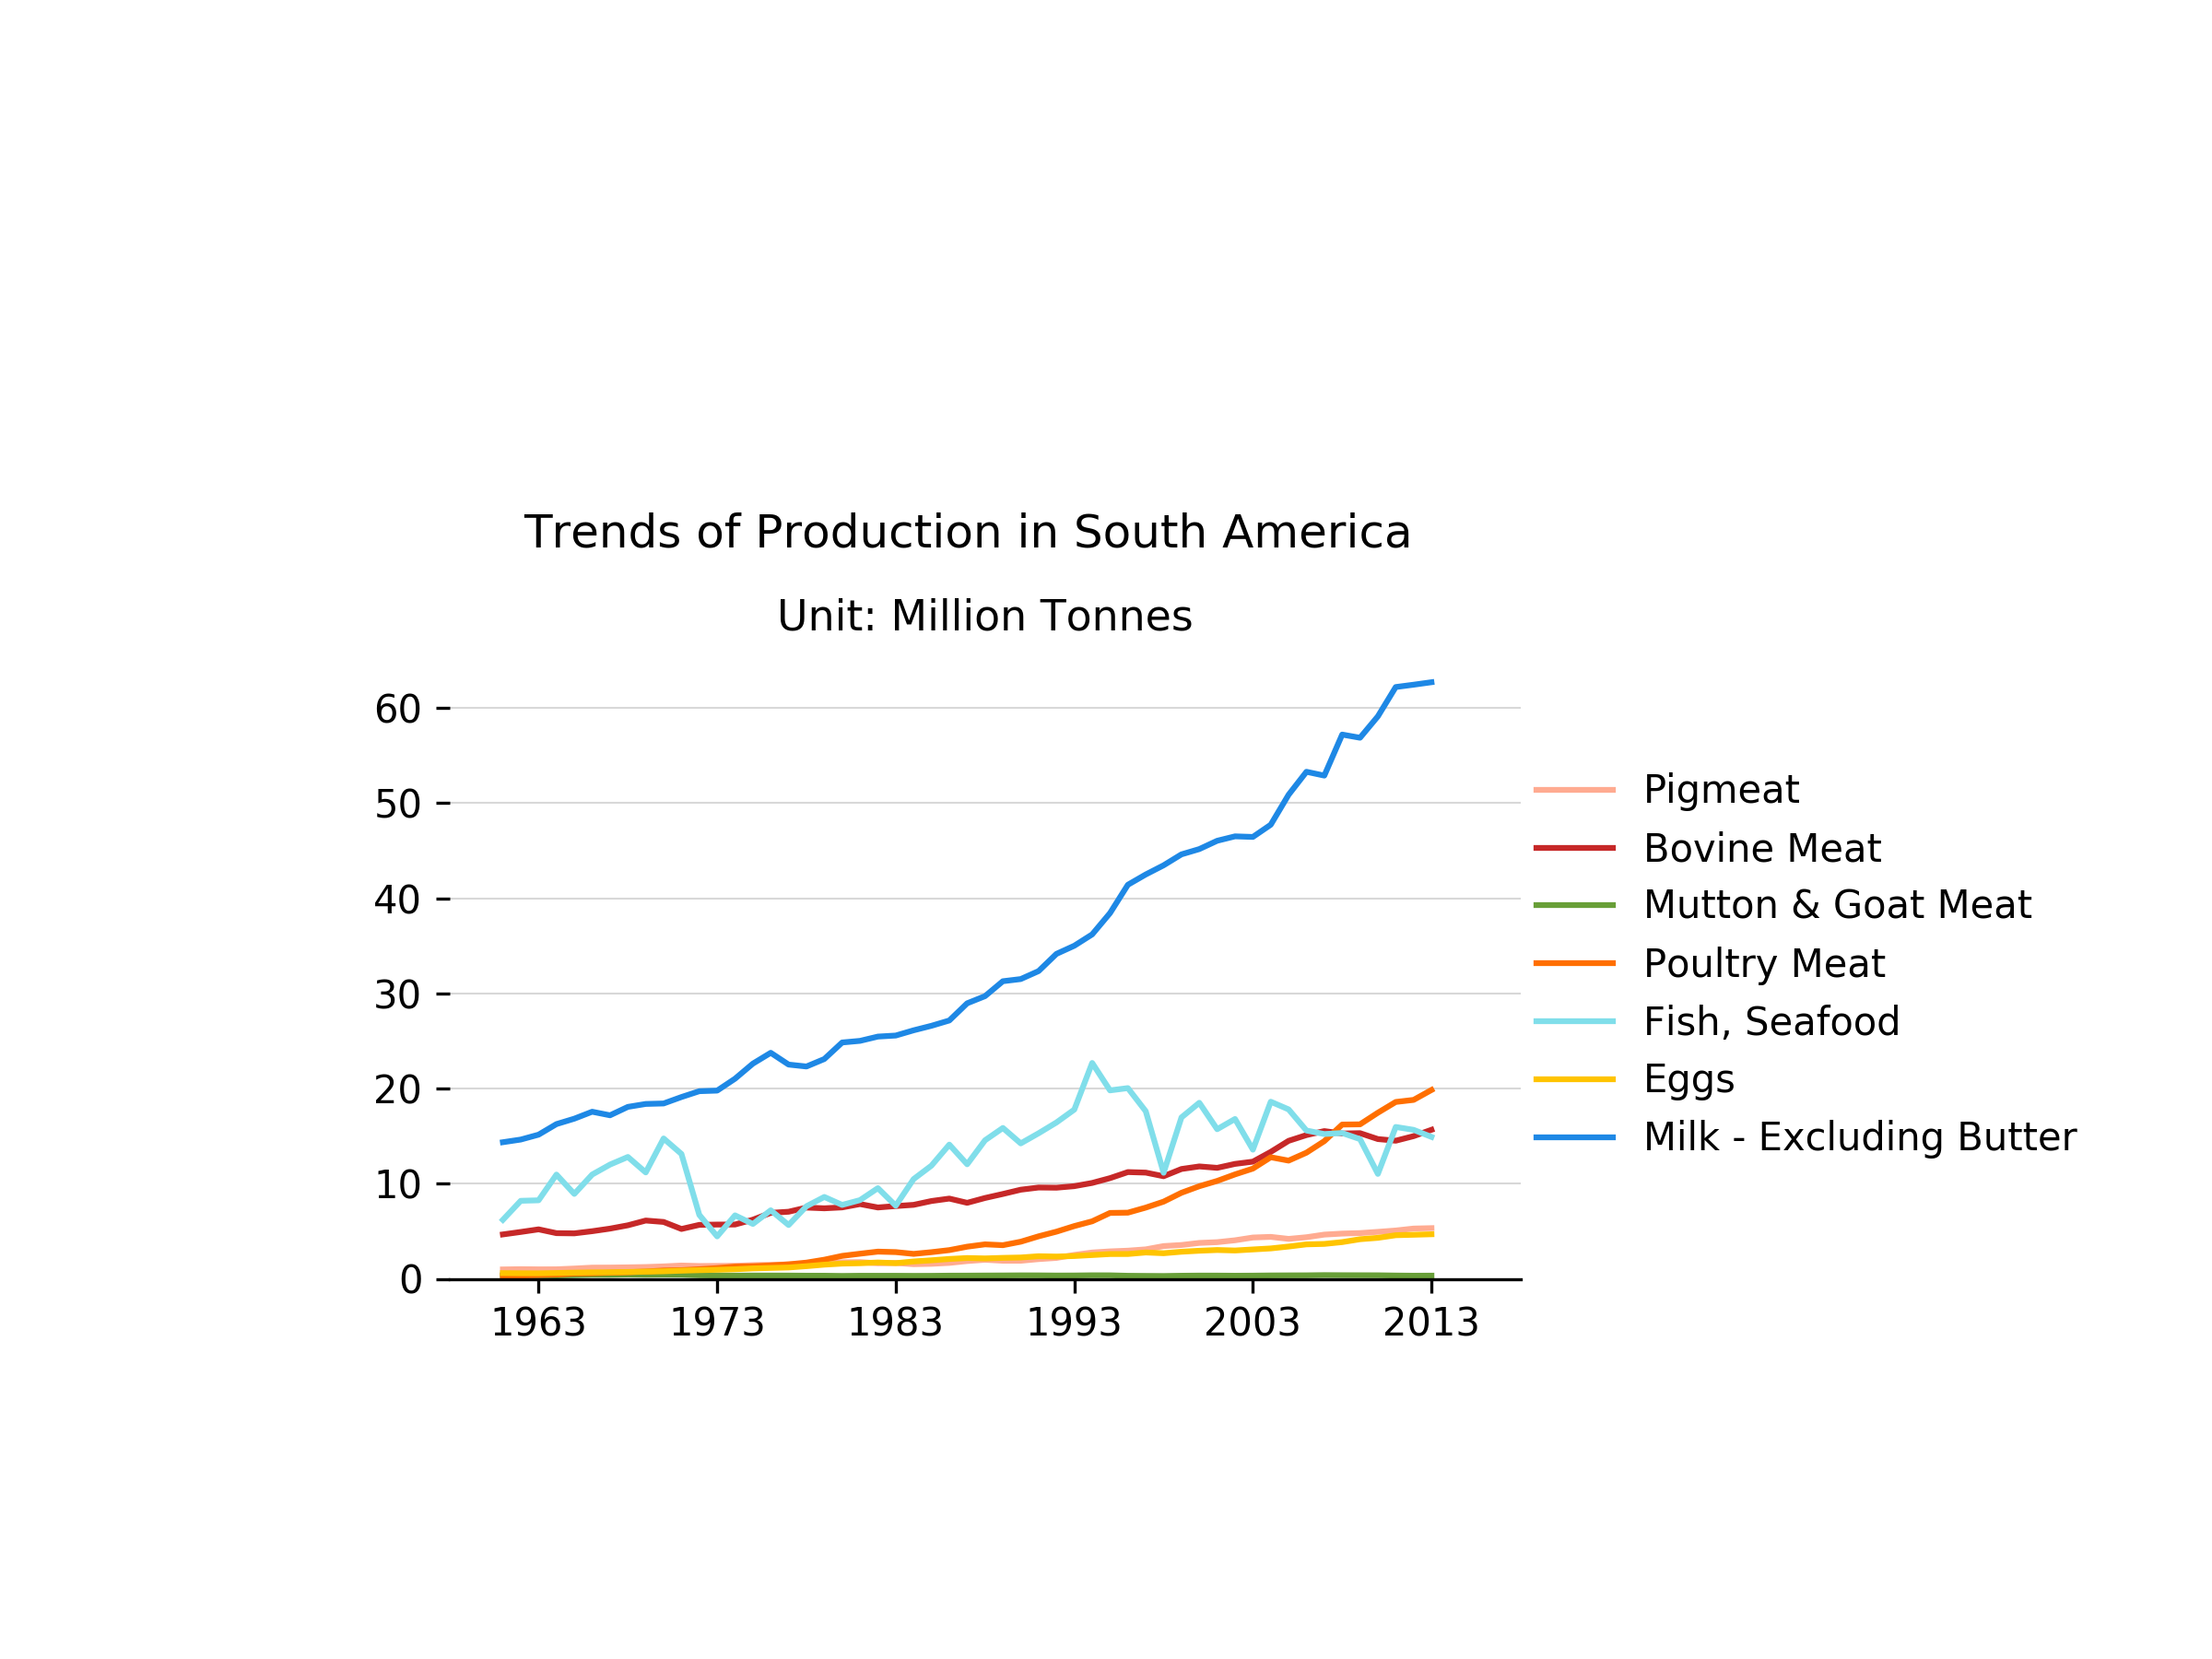 Trends of Production in South America
Unit: Million Tonnes
60
50
40
30
20
10
0
1963 1973 1983 1993 2003 2013
Pigmeat
Bovine Meat
Mutton & Goat Meat
Poultry Meat
Fish, Seafood
Eggs
Milk - Excluding Butter